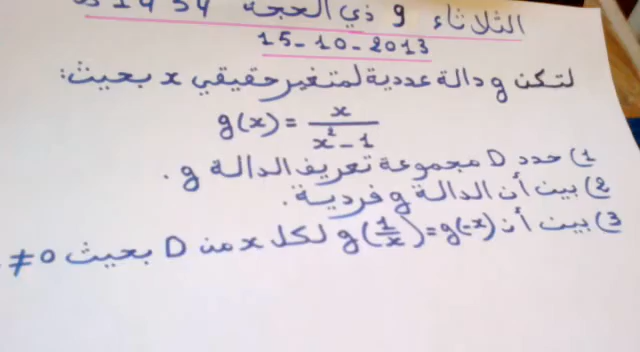 الثلاثاء 9 ذي الحجة 1434
15-10-2013
لتكن g دالة عددية لمتغير حقيقي x بحيث:
g(x) = x / (x² - 1)
1) حدد D مجموعة تعريف الدالة g.
2) بين أن الدالة g فردية.
3) بين أن g(1/x) = g(-x) لكل x من D بحيث ≠ 0